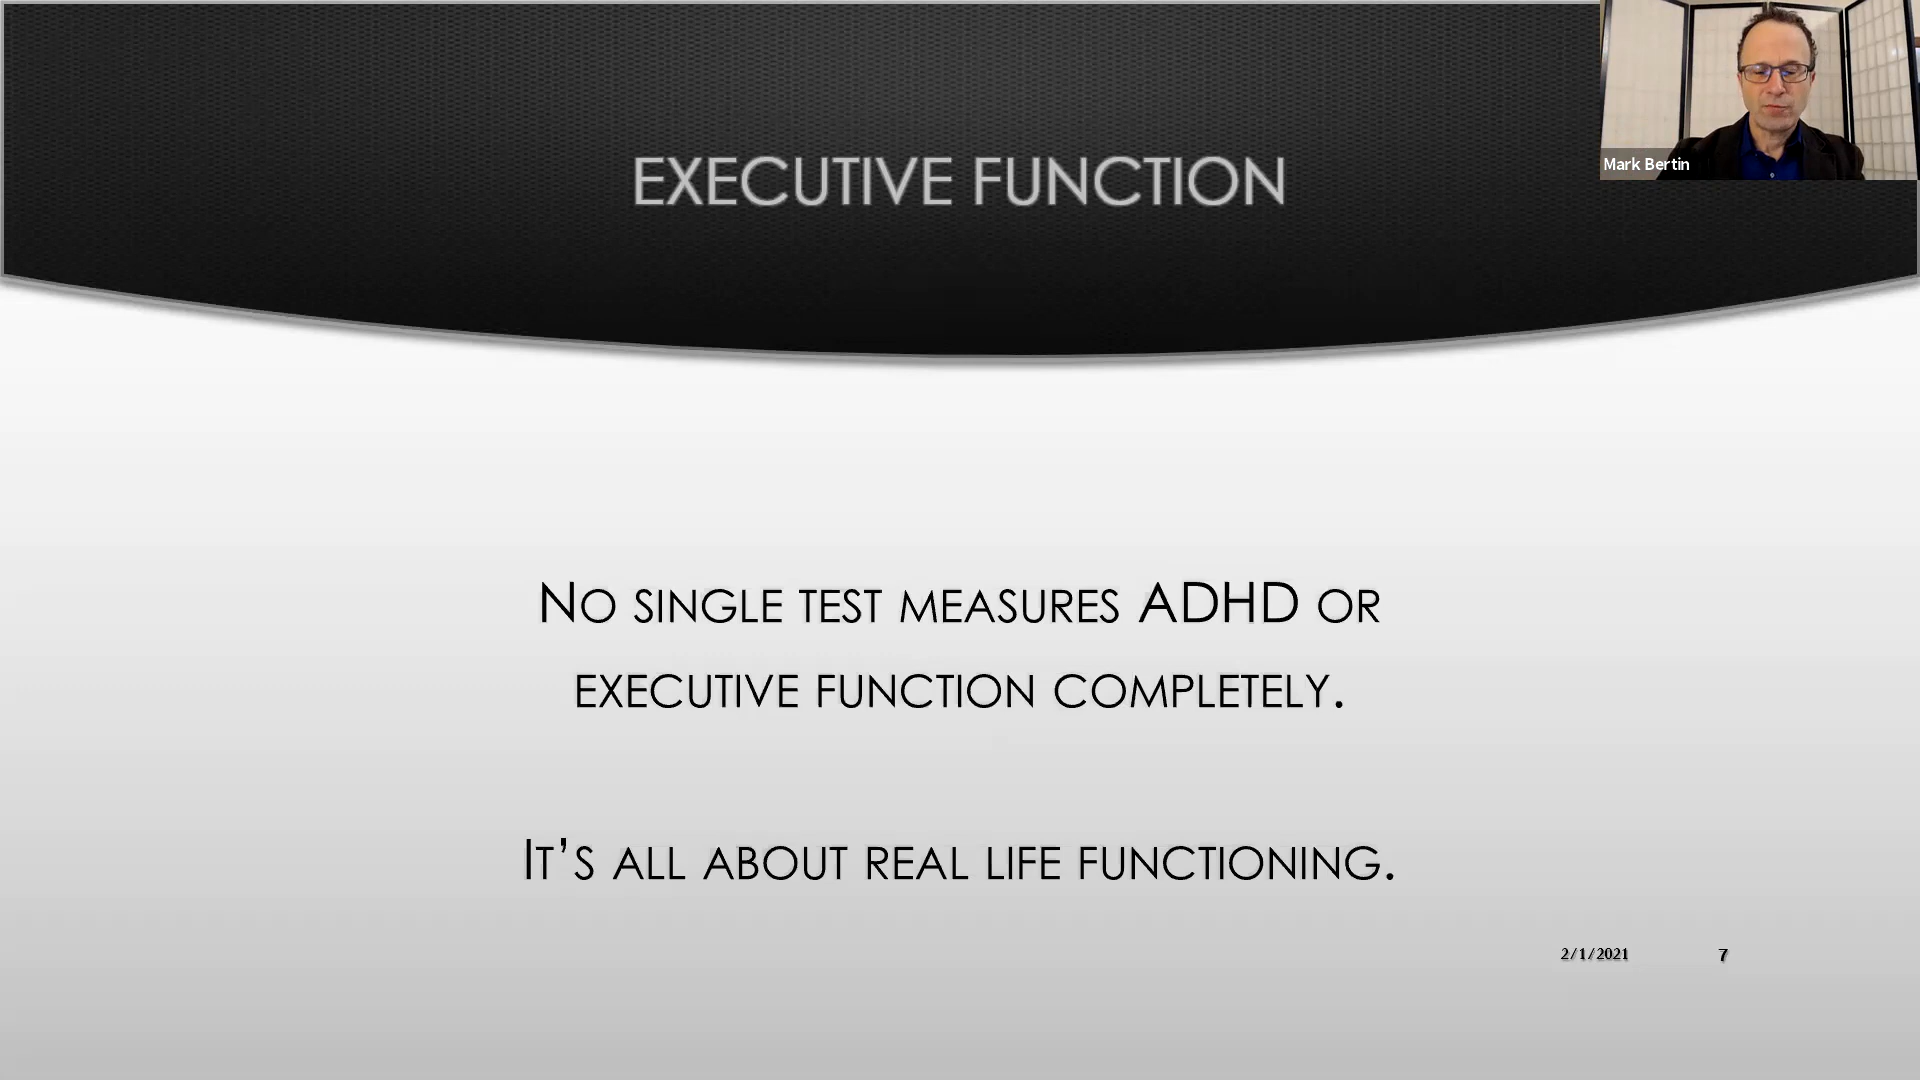 EXECUTIVE FUNCTION
Mark Bertin
No single test measures ADHD or
executive function completely.
It’s all about real life functioning.
2/1/2021 7